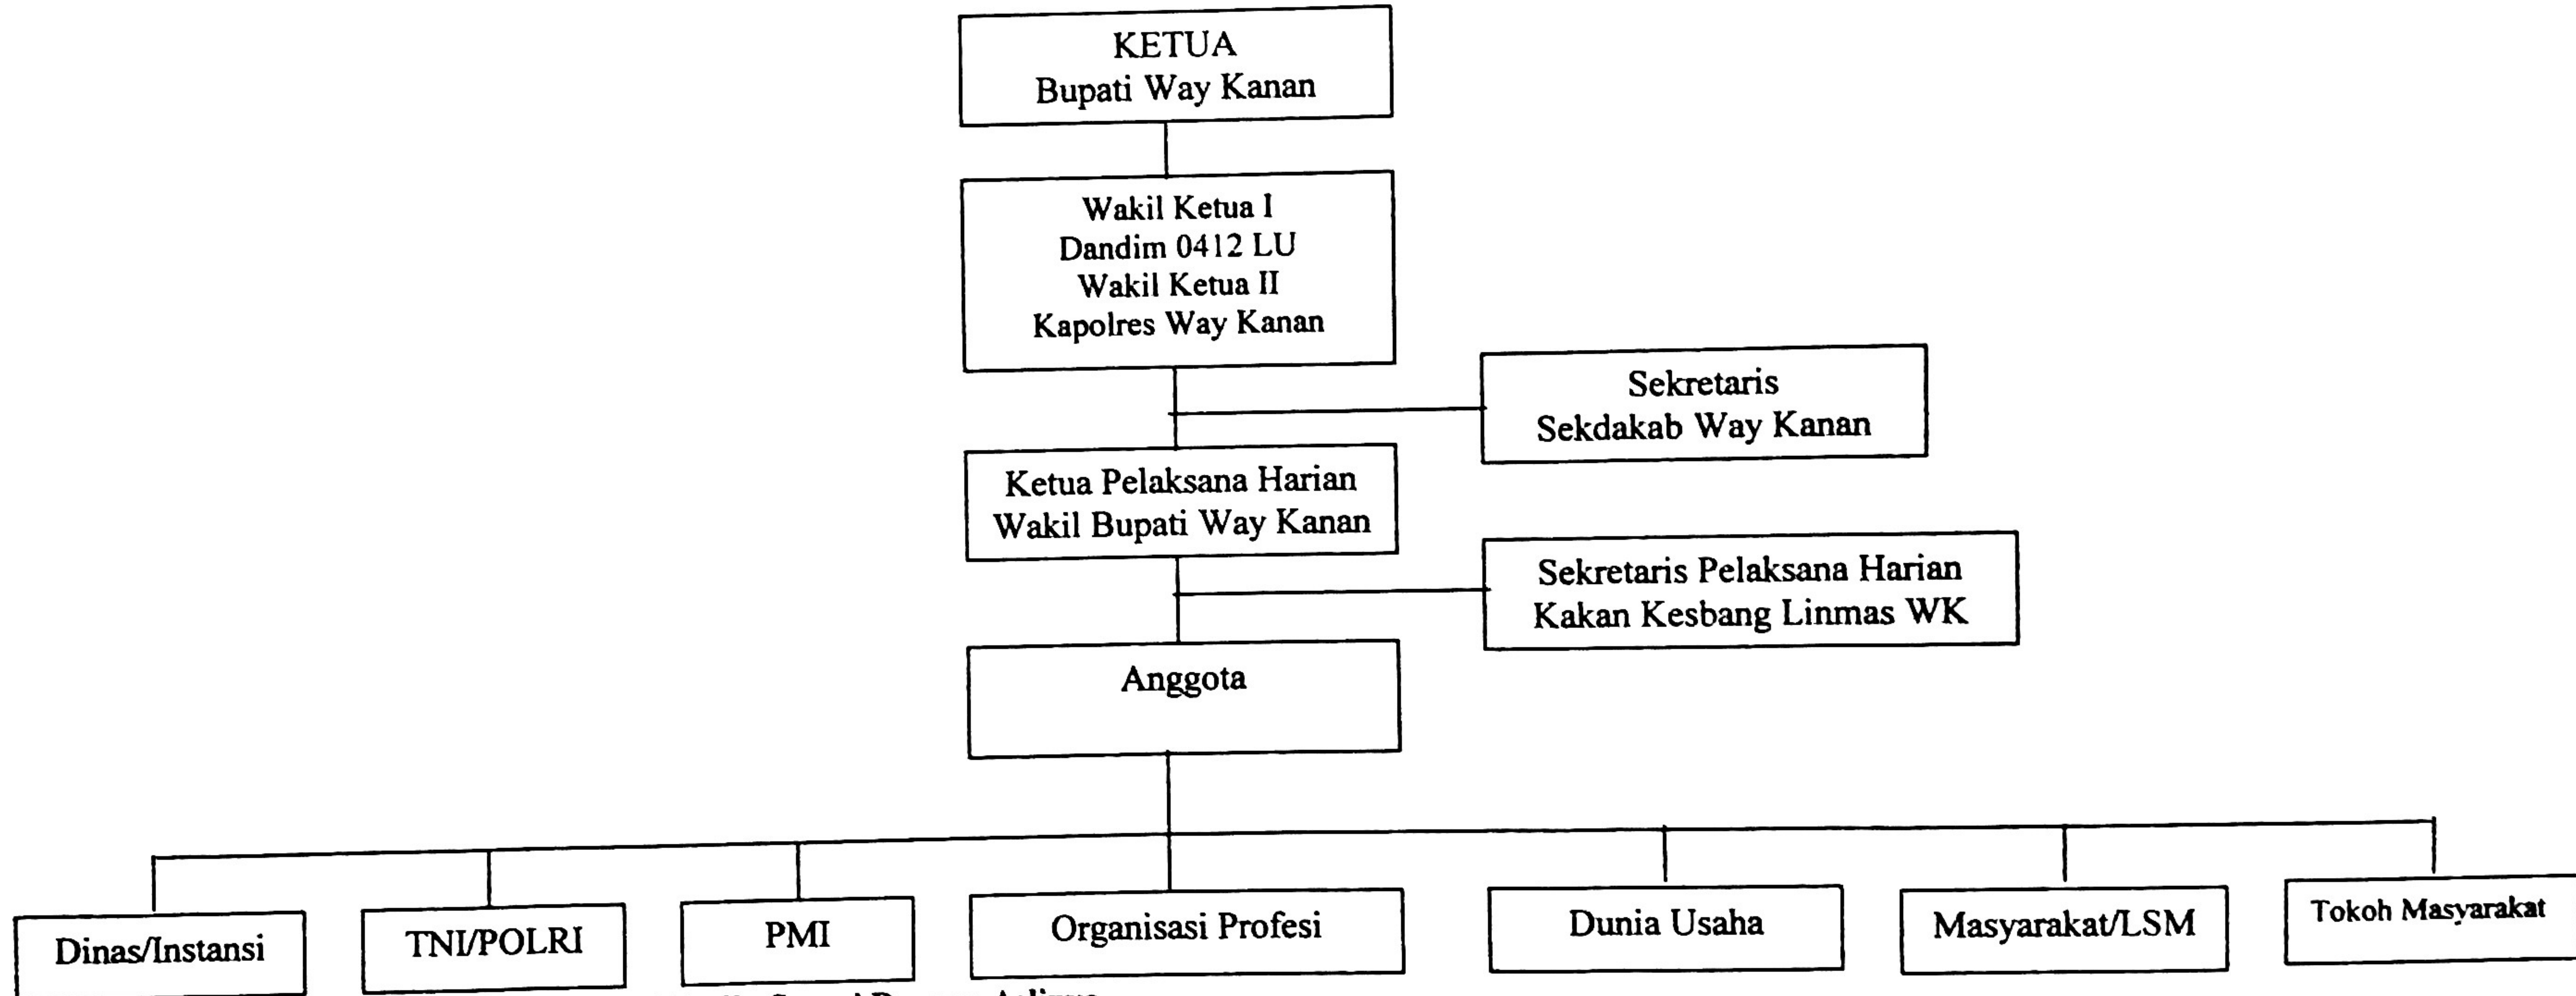 KETUA
Bupati Way Kanan
Wakil Ketua I
Dandim 0412 LU
Wakil Ketua II
Kapolres Way Kanan
Sekretaris
Sekdakab Way Kanan
Ketua Pelaksana Harian
Wakil Bupati Way Kanan
Sekretaris Pelaksana Harian
Kakan Kesbang Linmas WK
Anggota
Dinas/Instansi
TNI/POLRI
PMI
Organisasi Profesi
Dunia Usaha
Masyarakat/LSM
Tokoh Masyarakat